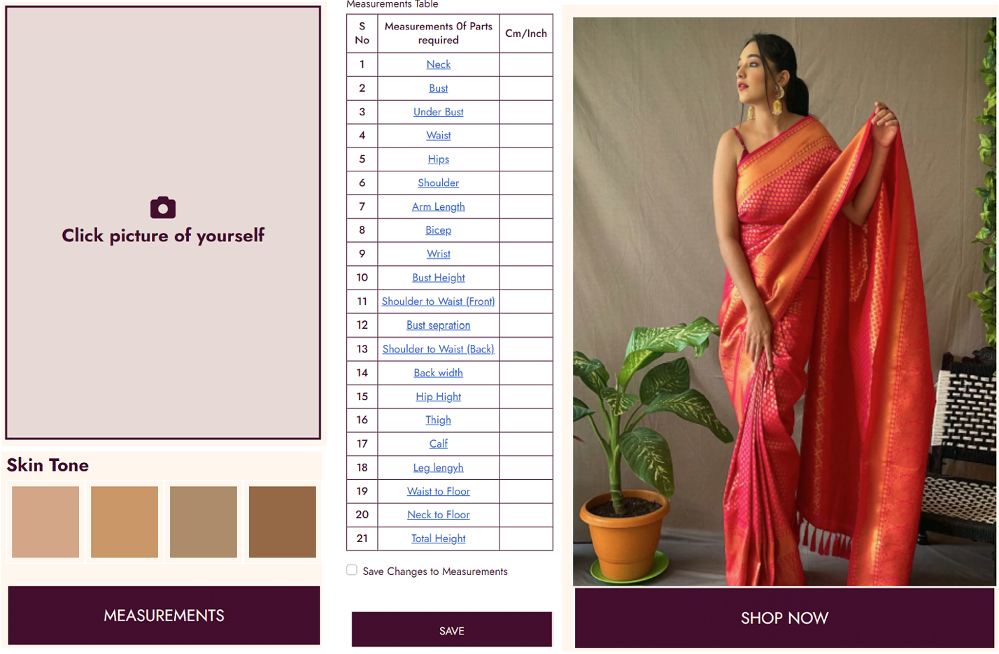 Click picture of yourself
Skin Tone
MEASUREMENTS
Measurements Table
S No
Measurements Of Parts required
Cm/Inch
1 Neck
2 Bust
3 Under Bust
4 Waist
5 Hips
6 Shoulder
7 Arm Length
8 Bicep
9 Wrist
10 Bust Height
11 Shoulder to Waist (Front)
12 Bust sepration
13 Shoulder to Waist (Back)
14 Back width
15 Hip Hight
16 Thigh
17 Calf
18 Leg lengyh
19 Waist to Floor
20 Neck to Floor
21 Total Height
Save Changes to Measurements
SAVE
SHOP NOW